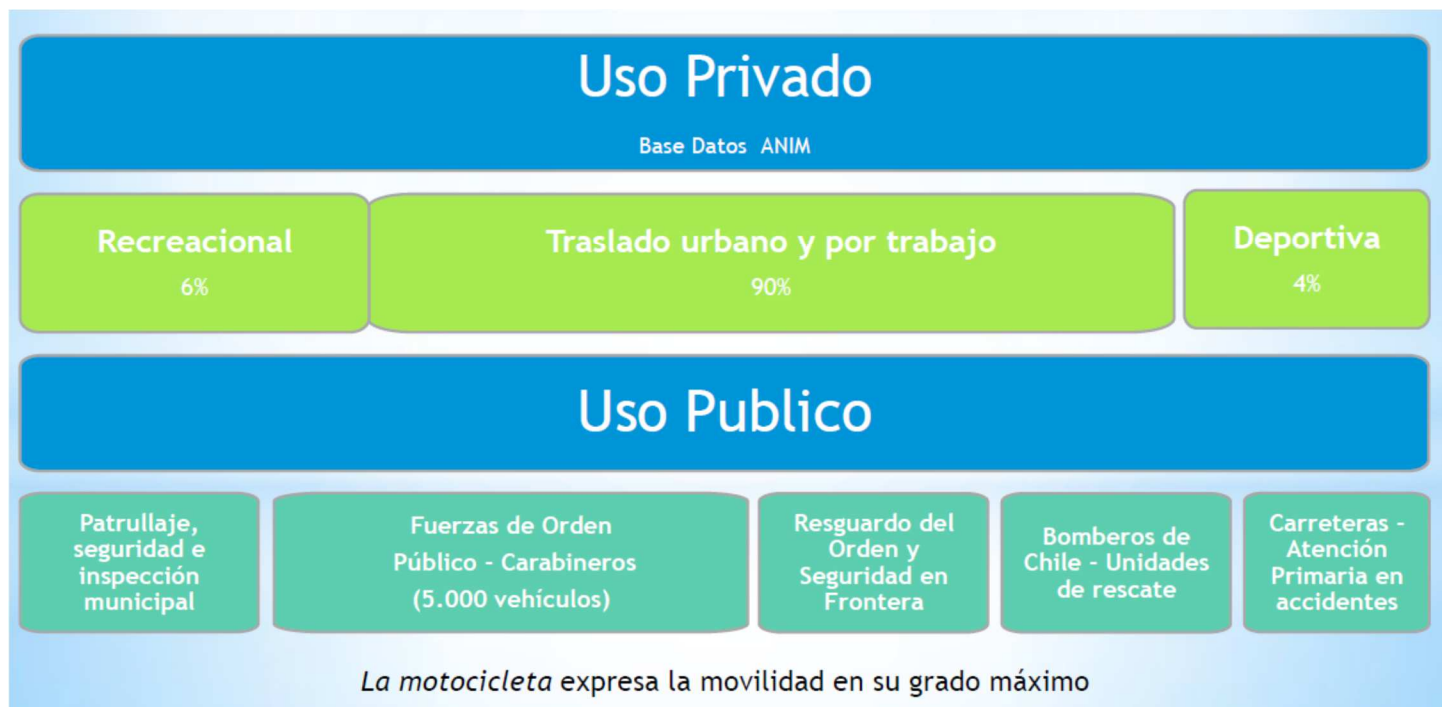 Uso Privado
Base Datos ANIM
Recreacional
6%
Traslado urbano y por trabajo
90%
Deportiva
4%
Uso Publico
Patrullaje,
seguridad e
inspección
municipal
Fuerzas de Orden
Público - Carabineros
(5.000 vehículos)
Resguardo del
Orden y
Seguridad en
Frontera
Bomberos de
Chile - Unidades
de rescate
Carreteras -
Atención
Primaria en
accidentes
La motocicleta expresa la movilidad en su grado máximo